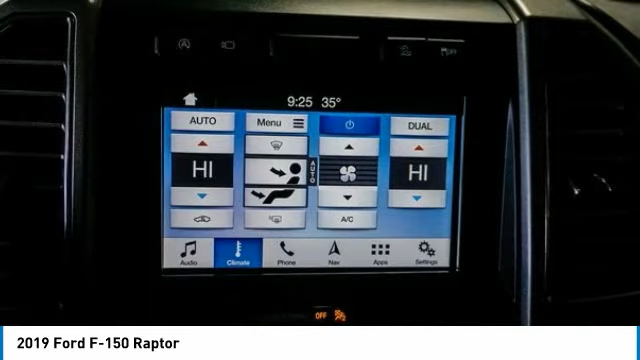 OFF
9:25 35°
AUTO Menu DUAL
HI AUTO HI
A/C
Audio Climate Phone Nav Apps Settings
OFF
2019 Ford F-150 Raptor